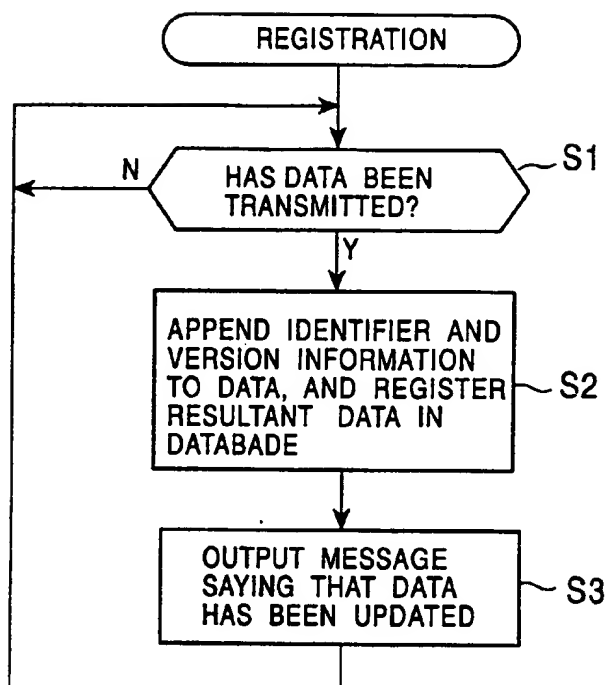 REGISTRATION
HAS DATA BEEN
TRANSMITTED?
S1
N
Y
APPEND IDENTIFIER AND
VERSION INFORMATION
TO DATA, AND REGISTER
RESULTANT DATA IN
DATABADE
S2
OUTPUT MESSAGE
SAYING THAT DATA
HAS BEEN UPDATED
S3